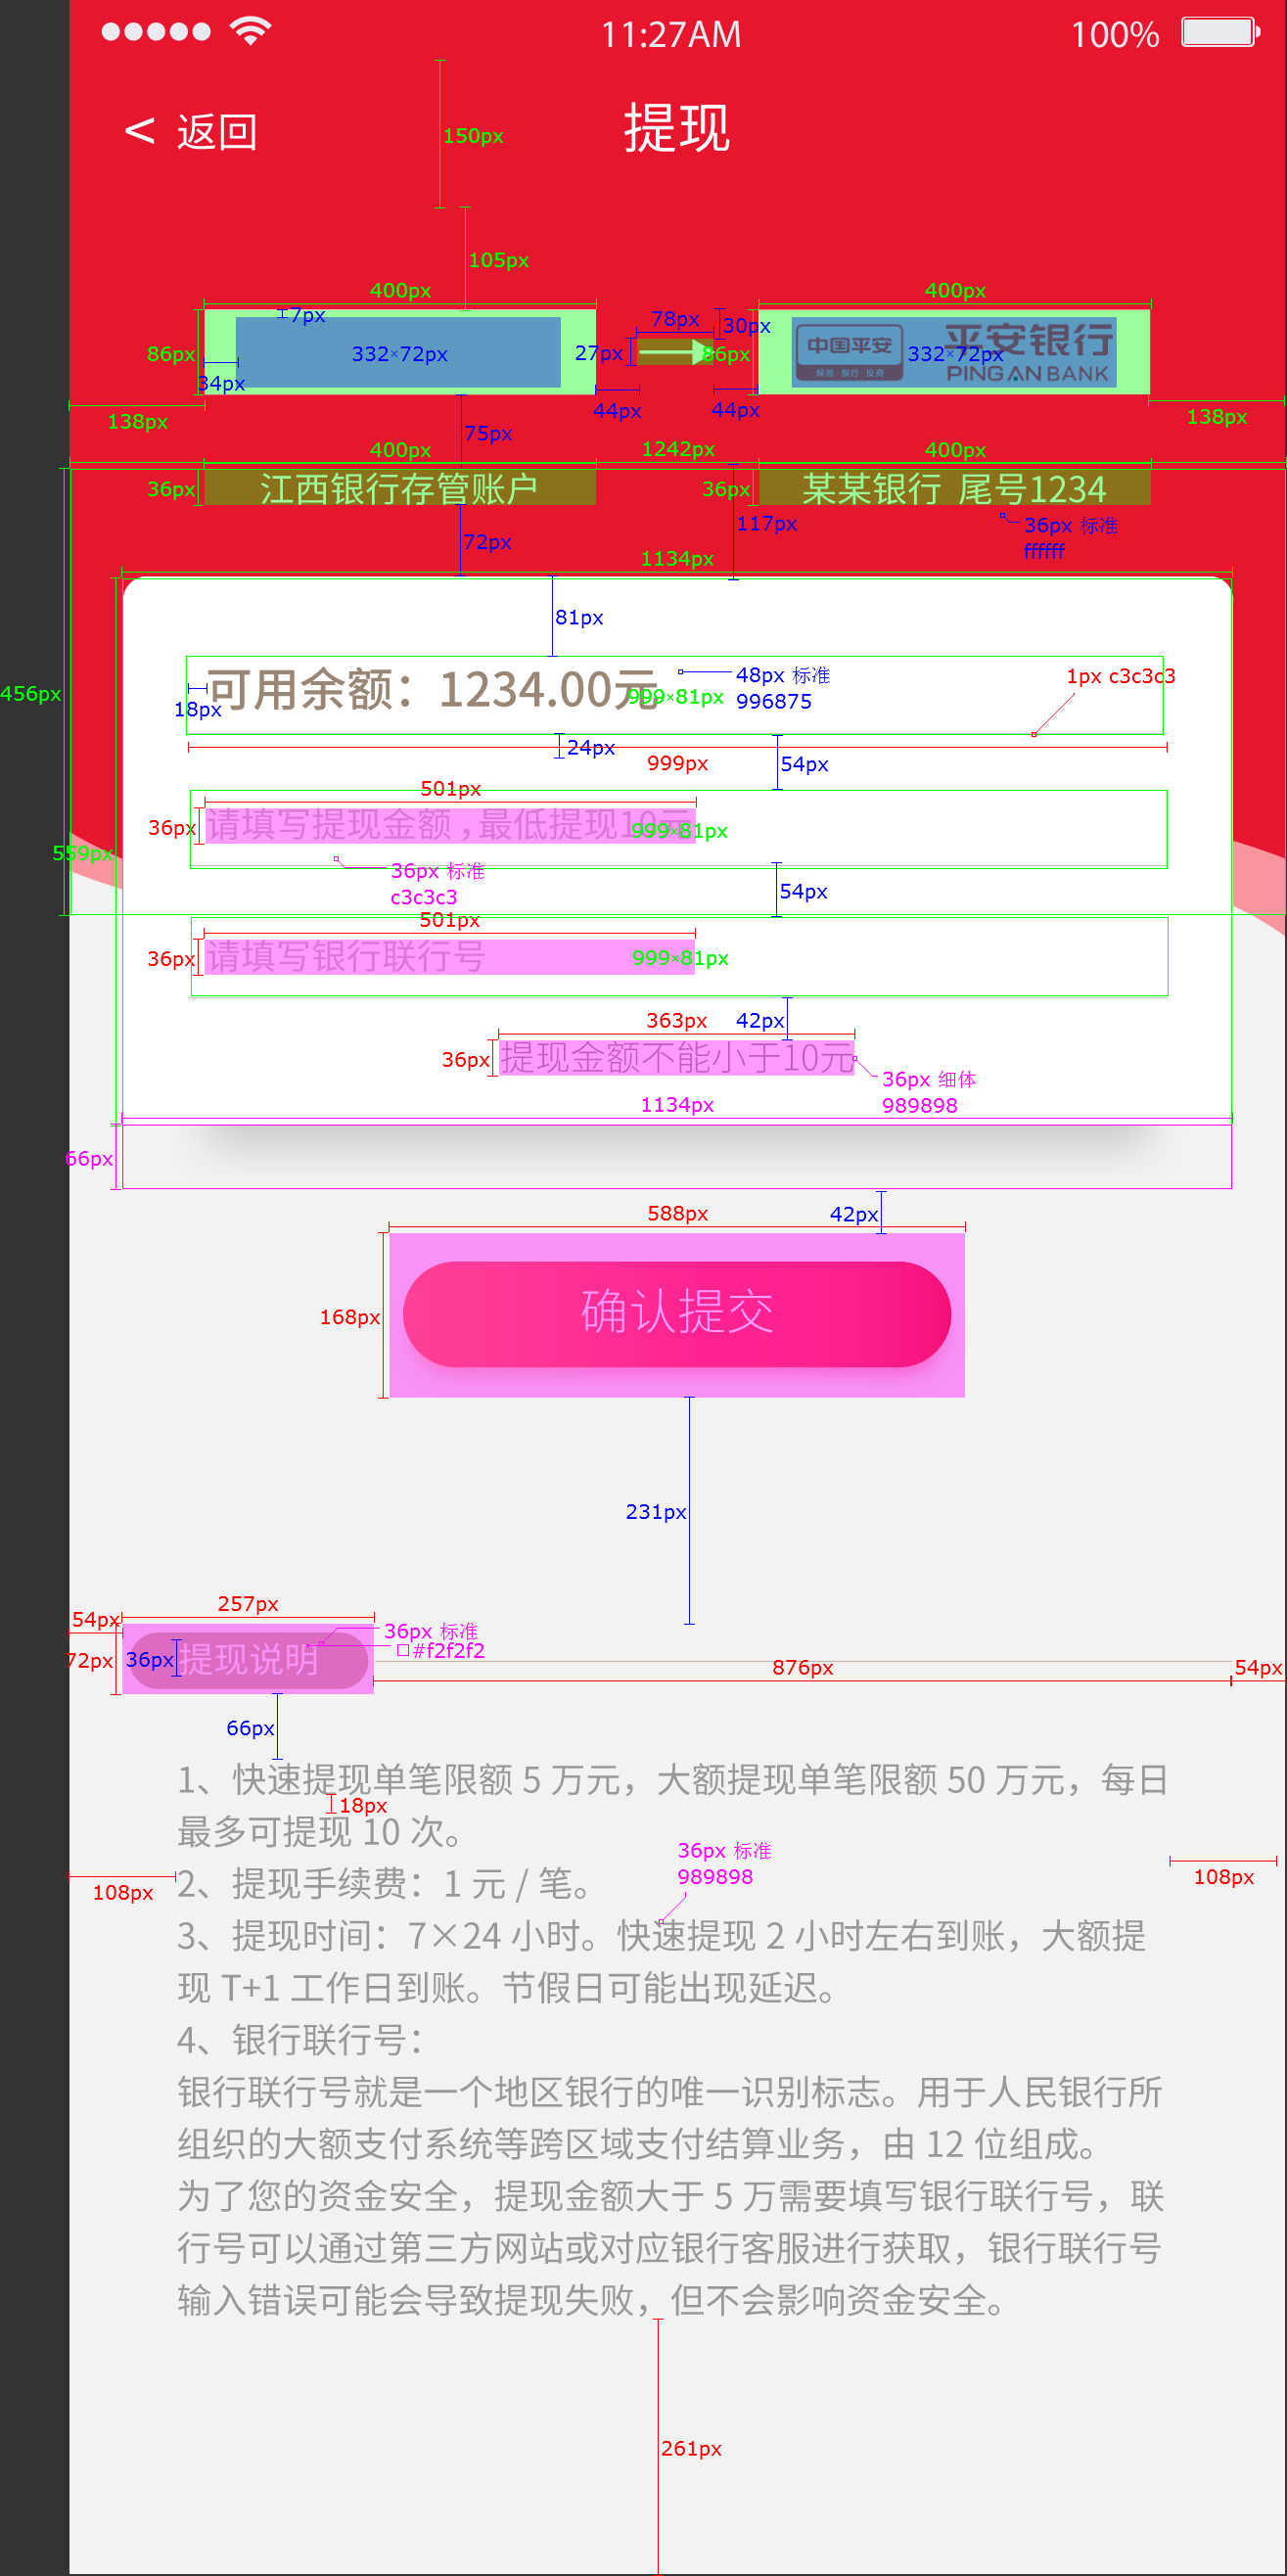 11:27AM 100%
< 返回 提现
150px
105px
400px 400px
7px 78px 30px
86px 332×72px 27px 86px 中国平安 平安银行 332×72px
保险·银行·投资 PING AN BANK
34px
44px 44px
138px 138px
75px
400px 1242px 400px
36px 江西银行存管账户 36px 某某银行 尾号1234
117px 36px 标准
ffffff
72px
1134px
81px
456px 可用余额：1234.00元 999×81px 48px 标准
996875
1px c3c3c3
18px
24px 54px
999px
501px
36px 请填写提现金额，最低提现10元 999×81px
559px
36px 标准
c3c3c3
54px
501px
36px 请填写银行联行号 999×81px
363px 42px
36px 提现金额不能小于10元
36px 细体
989898
1134px
66px
588px 42px
168px 确认提交
231px
257px
54px 36px 标准
#f2f2f2
72px 36px 提现说明
876px 54px
66px
1、快速提现单笔限额 5 万元，大额提现单笔限额 50 万元，每日
18px
最多可提现 10 次。
36px 标准
989898
2、提现手续费：1 元 / 笔。
108px 108px
3、提现时间：7×24 小时。快速提现 2 小时左右到账，大额提
现 T+1 工作日到账。节假日可能出现延迟。
4、银行联行号：
银行联行号就是一个地区银行的唯一识别标志。用于人民银行所
组织的大额支付系统等跨区域支付结算业务，由 12 位组成。
为了您的资金安全，提现金额大于 5 万需要填写银行联行号，联
行号可以通过第三方网站或对应银行客服进行获取，银行联行号
输入错误可能会导致提现失败，但不会影响资金安全。
261px